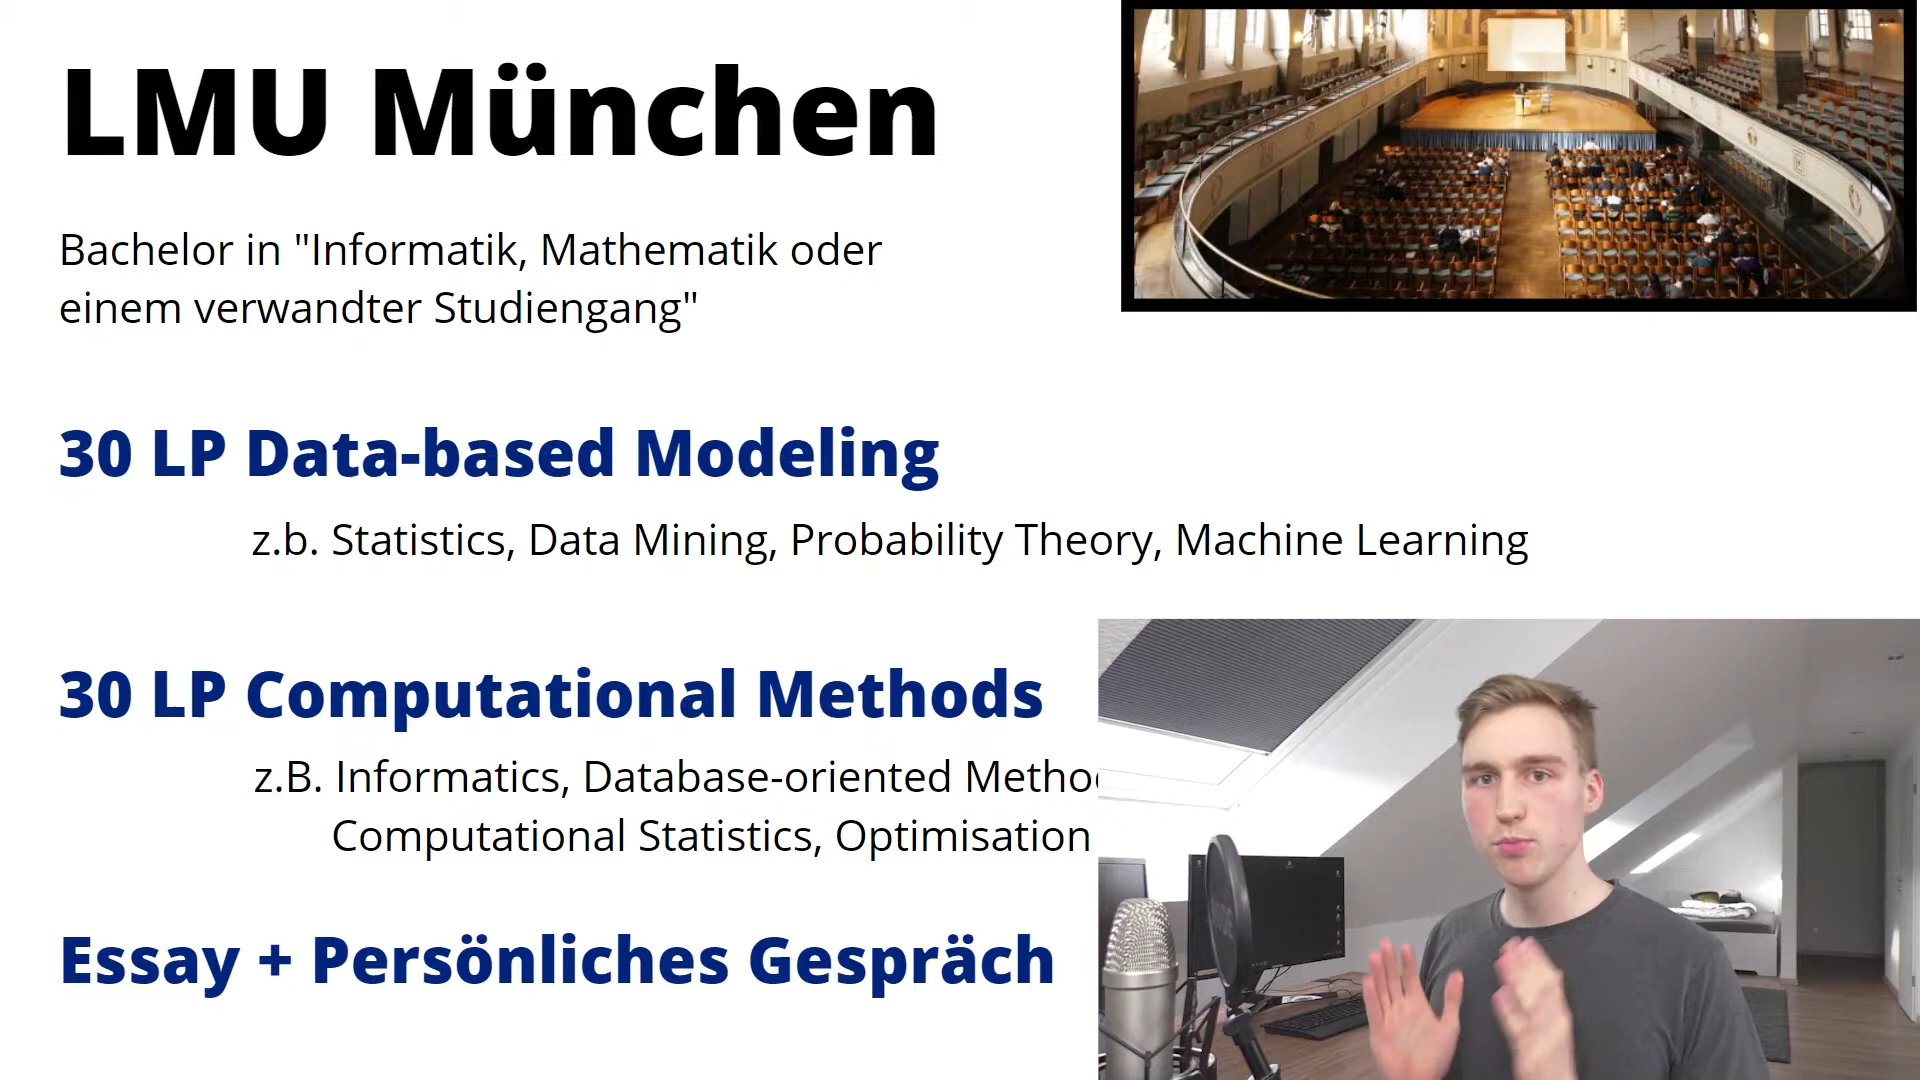 LMU München
Bachelor in "Informatik, Mathematik oder
einem verwandter Studiengang"
30 LP Data-based Modeling
z.b. Statistics, Data Mining, Probability Theory, Machine Learning
30 LP Computational Methods
z.B. Informatics, Database-oriented
Computational Statistics, Optimisation
Essay + Persönliches Gespräch